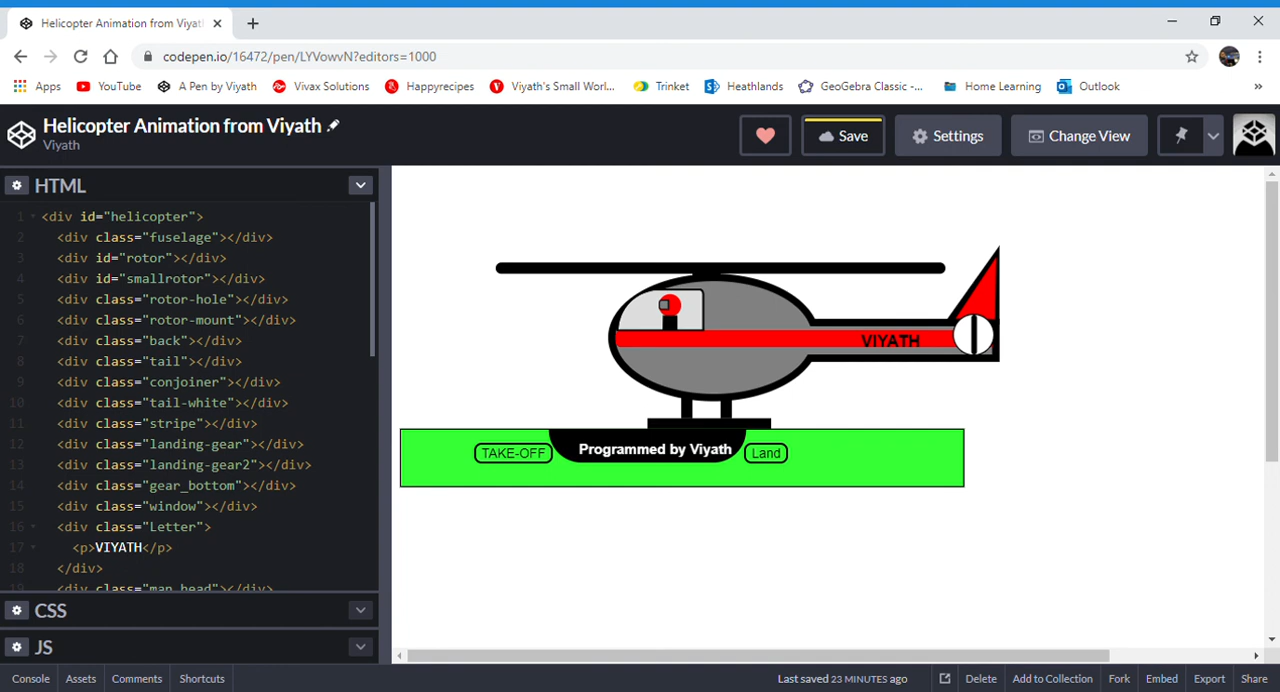 Helicopter Animation from Viyat
codepen.io/16472/pen/LYVowvN?editors=1000
Apps YouTube A Pen by Viyath Vivax Solutions Happyrecipes Viyath's Small Worl... Trinket Heathlands GeoGebra Classic -... Home Learning Outlook »
Helicopter Animation from Viyath
Viyath
Save Settings Change View
HTML
1 <div id="helicopter">
2 <div class="fuselage"></div>
3 <div id="rotor"></div>
4 <div id="smallrotor"></div>
5 <div class="rotor-hole"></div>
6 <div class="rotor-mount"></div>
7 <div class="back"></div>
8 <div class="tail"></div>
9 <div class="conjoiner"></div>
10 <div class="tail-white"></div>
11 <div class="stripe"></div>
12 <div class="landing-gear"></div>
13 <div class="landing-gear2"></div>
14 <div class="gear_bottom"></div>
15 <div class="window"></div>
16 <div class="Letter">
17 <p>VIYATH</p>
18 </div>
19 <div class="man_head"></div>
CSS
JS
VIYATH
TAKE-OFF Programmed by Viyath Land
Console Assets Comments Shortcuts Last saved 23 MINUTES ago Delete Add to Collection Fork Embed Export Share